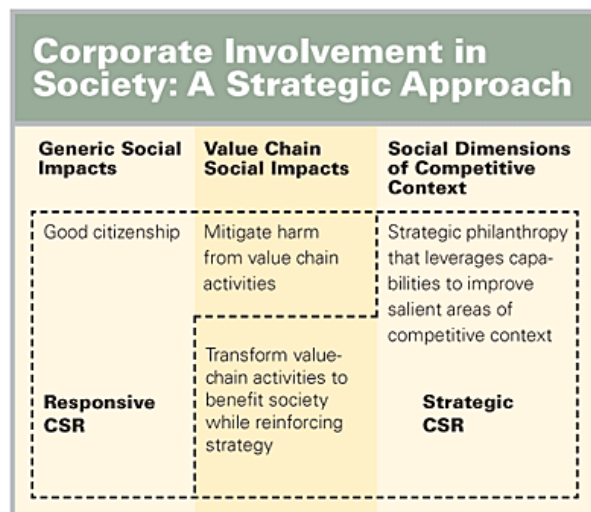 Corporate Involvement in
Society: A Strategic Approach
Generic Social
Impacts
Value Chain
Social Impacts
Social Dimensions
of Competitive
Context
Good citizenship
Mitigate harm
from value chain
activities
Strategic philanthropy
that leverages capa-
bilities to improve
salient areas of
competitive context
Transform value-
chain activities to
benefit society
while reinforcing
strategy
Responsive
CSR
Strategic
CSR